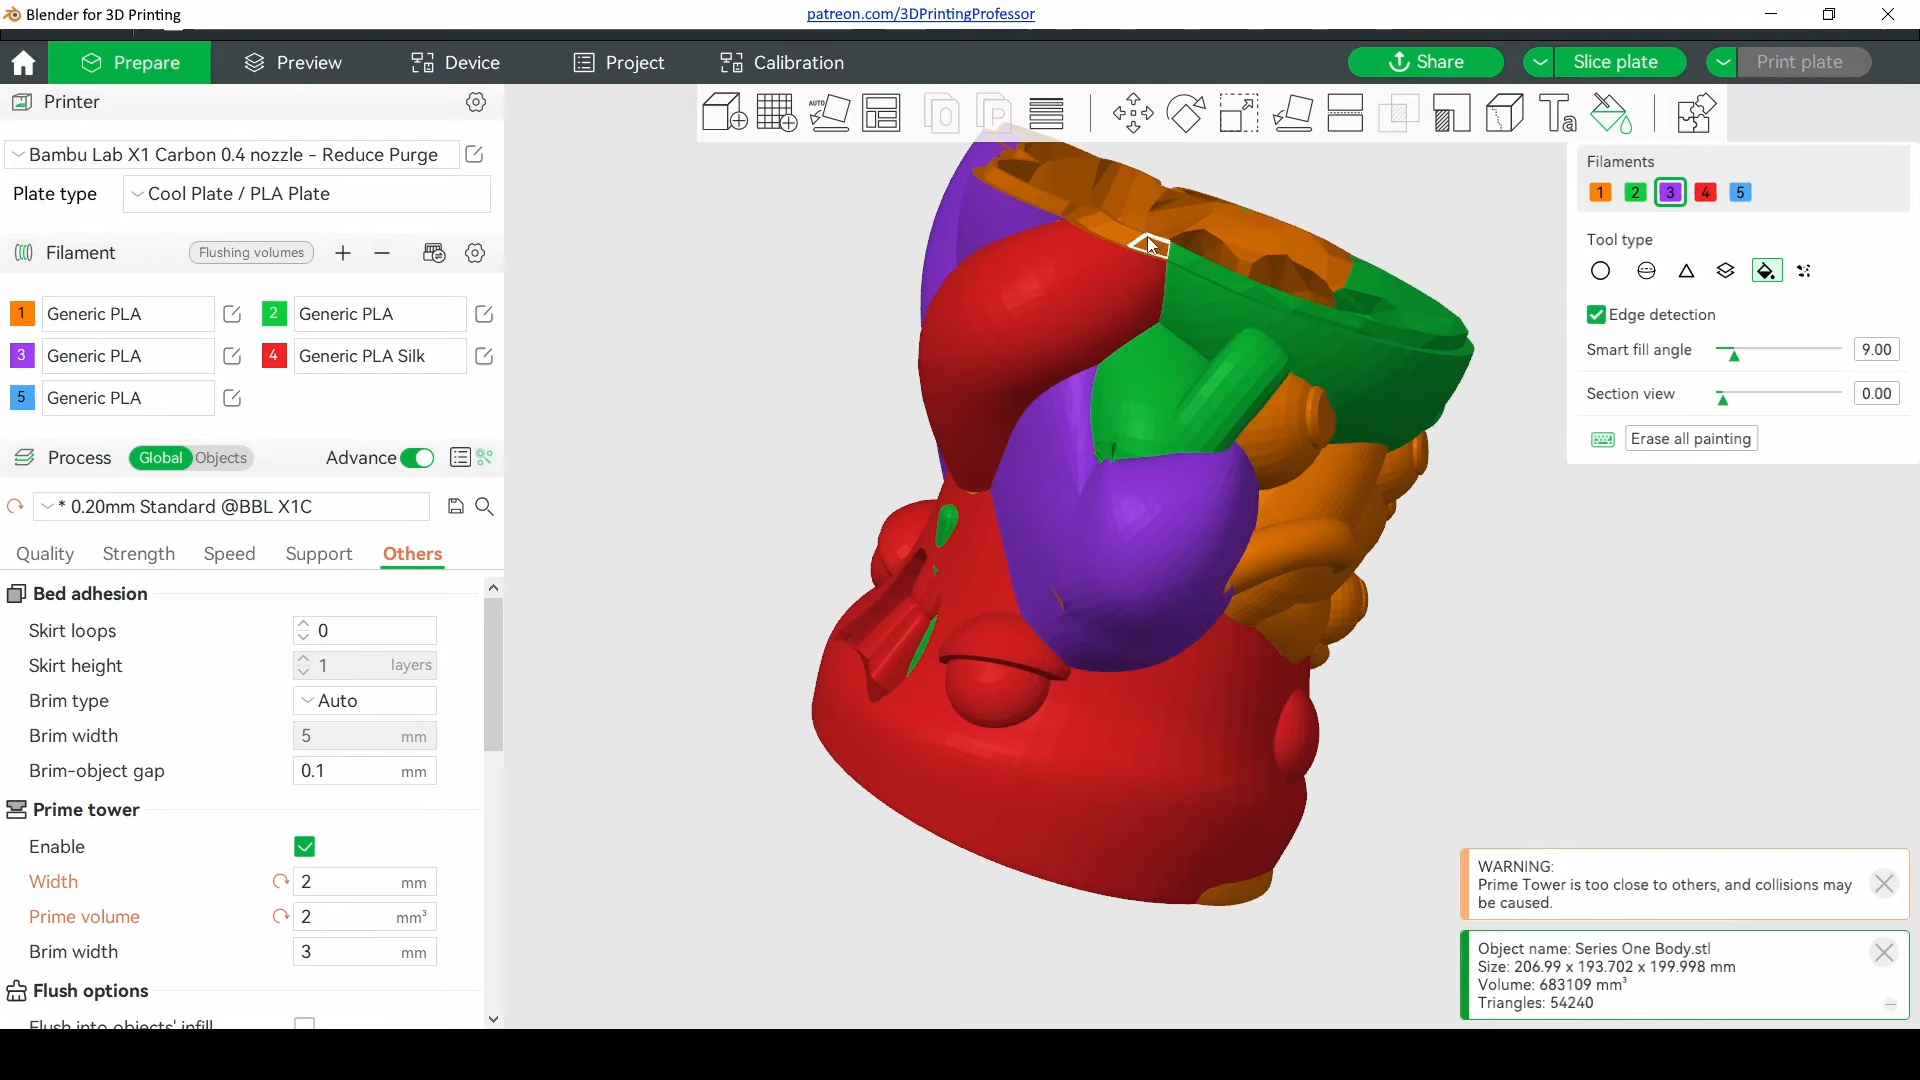 Blender for 3D Printing
patreon.com/3DPrintingProfessor
Prepare
Preview
Device
Project
Calibration
Share
Slice plate
Print plate
Printer
Bambu Lab X1 Carbon 0.4 nozzle - Reduce Purge
Plate type
Cool Plate / PLA Plate
Filament
Flushing volumes
1 Generic PLA
2 Generic PLA
3 Generic PLA
4 Generic PLA Silk
5 Generic PLA
Process
Global
Objects
Advance
* 0.20mm Standard @BBL X1C
Quality
Strength
Speed
Support
Others
Bed adhesion
Skirt loops 0
Skirt height 1 layers
Brim type Auto
Brim width 5 mm
Brim-object gap 0.1 mm
Prime tower
Enable
Width 2 mm
Prime volume 2 mm³
Brim width 3 mm
Flush options
Flush into objects' infill
AUTO
O
P
Ta
Filaments
1 2 3 4 5
Tool type
Edge detection
Smart fill angle 9.00
Section view 0.00
Erase all painting
WARNING:
Prime Tower is too close to others, and collisions may
be caused.
Object name: Series One Body.stl
Size: 206.99 x 193.702 x 199.998 mm
Volume: 683109 mm³
Triangles: 54240